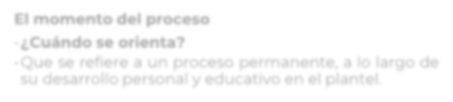 El momento del proceso
·¿Cuándo se orienta?
·Que se refiere a un proceso permanente, a lo largo de
su desarrollo personal y educativo en el plantel.